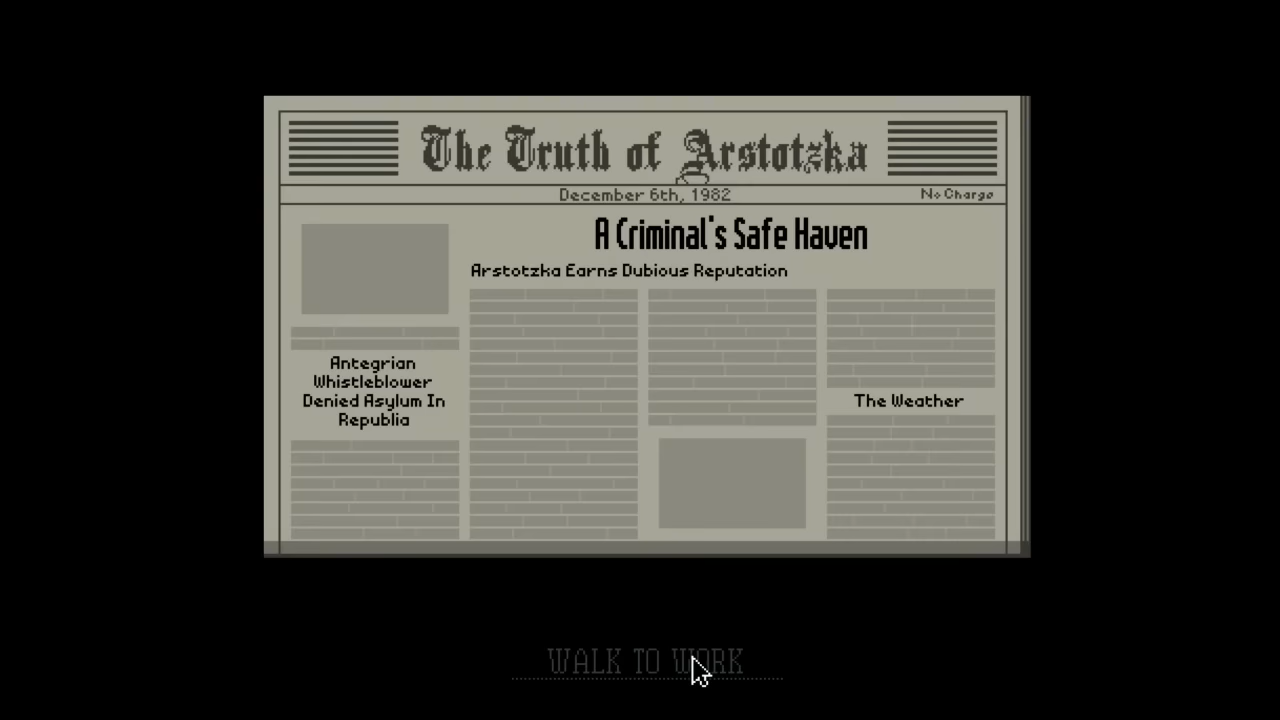 The Truth of Arstotzka
December 6th, 1982
No Charge
A Criminal's Safe Haven
Arstotzka Earns Dubious Reputation
Antegrian
Whistleblower
Denied Asylum In
Republia
The Weather
WALK TO WORK